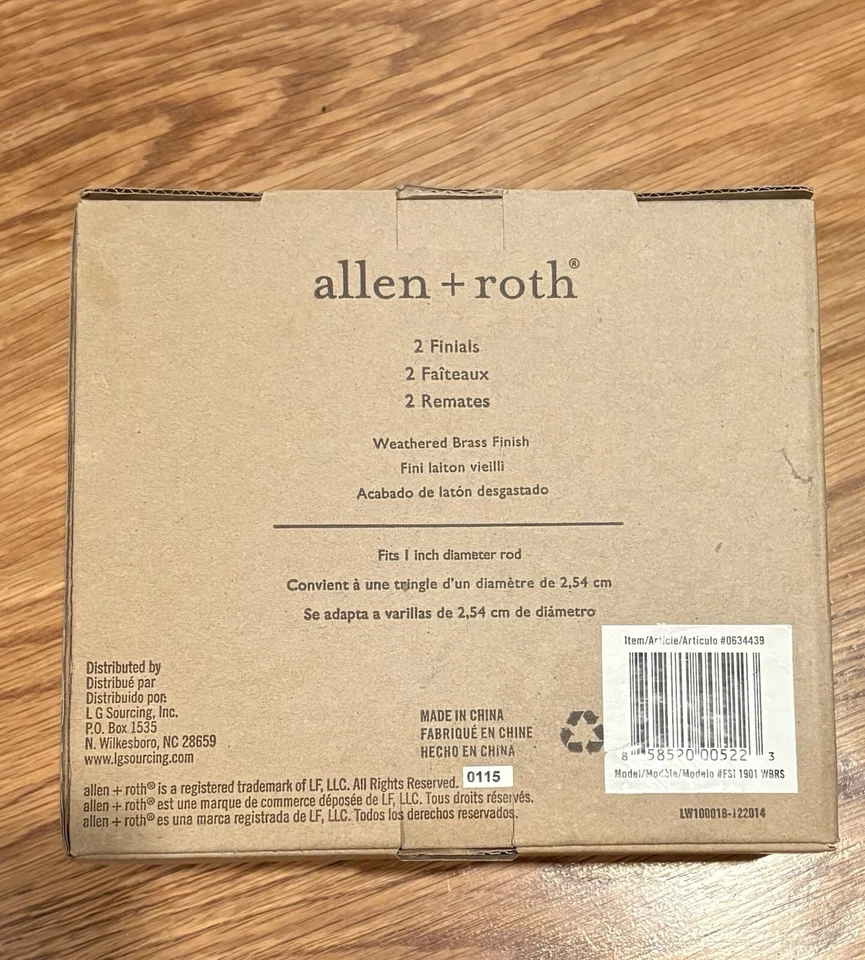 allen + roth®
2 Finials
2 Faîteaux
2 Remates
Weathered Brass Finish
Fini laiton vieilli
Acabado de latón desgastado
Fits 1 inch diameter rod
Convient à une tringle d'un diamètre de 2,54 cm
Se adapta a varillas de 2,54 cm de diámetro
Distributed by
Distribué par
Distribuido por:
L G Sourcing, Inc.
P.O. Box 1535
N. Wilkesboro, NC 28659
www.lgsourcing.com
MADE IN CHINA
FABRIQUÉ EN CHINE
HECHO EN CHINA
Item/Article/Artículo #0634439
8 58520 00522 3
Model/Modèle/Modelo #FS1 1901 WBRS
allen + roth® is a registered trademark of LF, LLC. All Rights Reserved. 0115
allen + roth® est une marque de commerce déposée de LF, LLC. Tous droits réservés.
allen + roth® es una marca registrada de LF, LLC. Todos los derechos reservados.
LW100018-122014